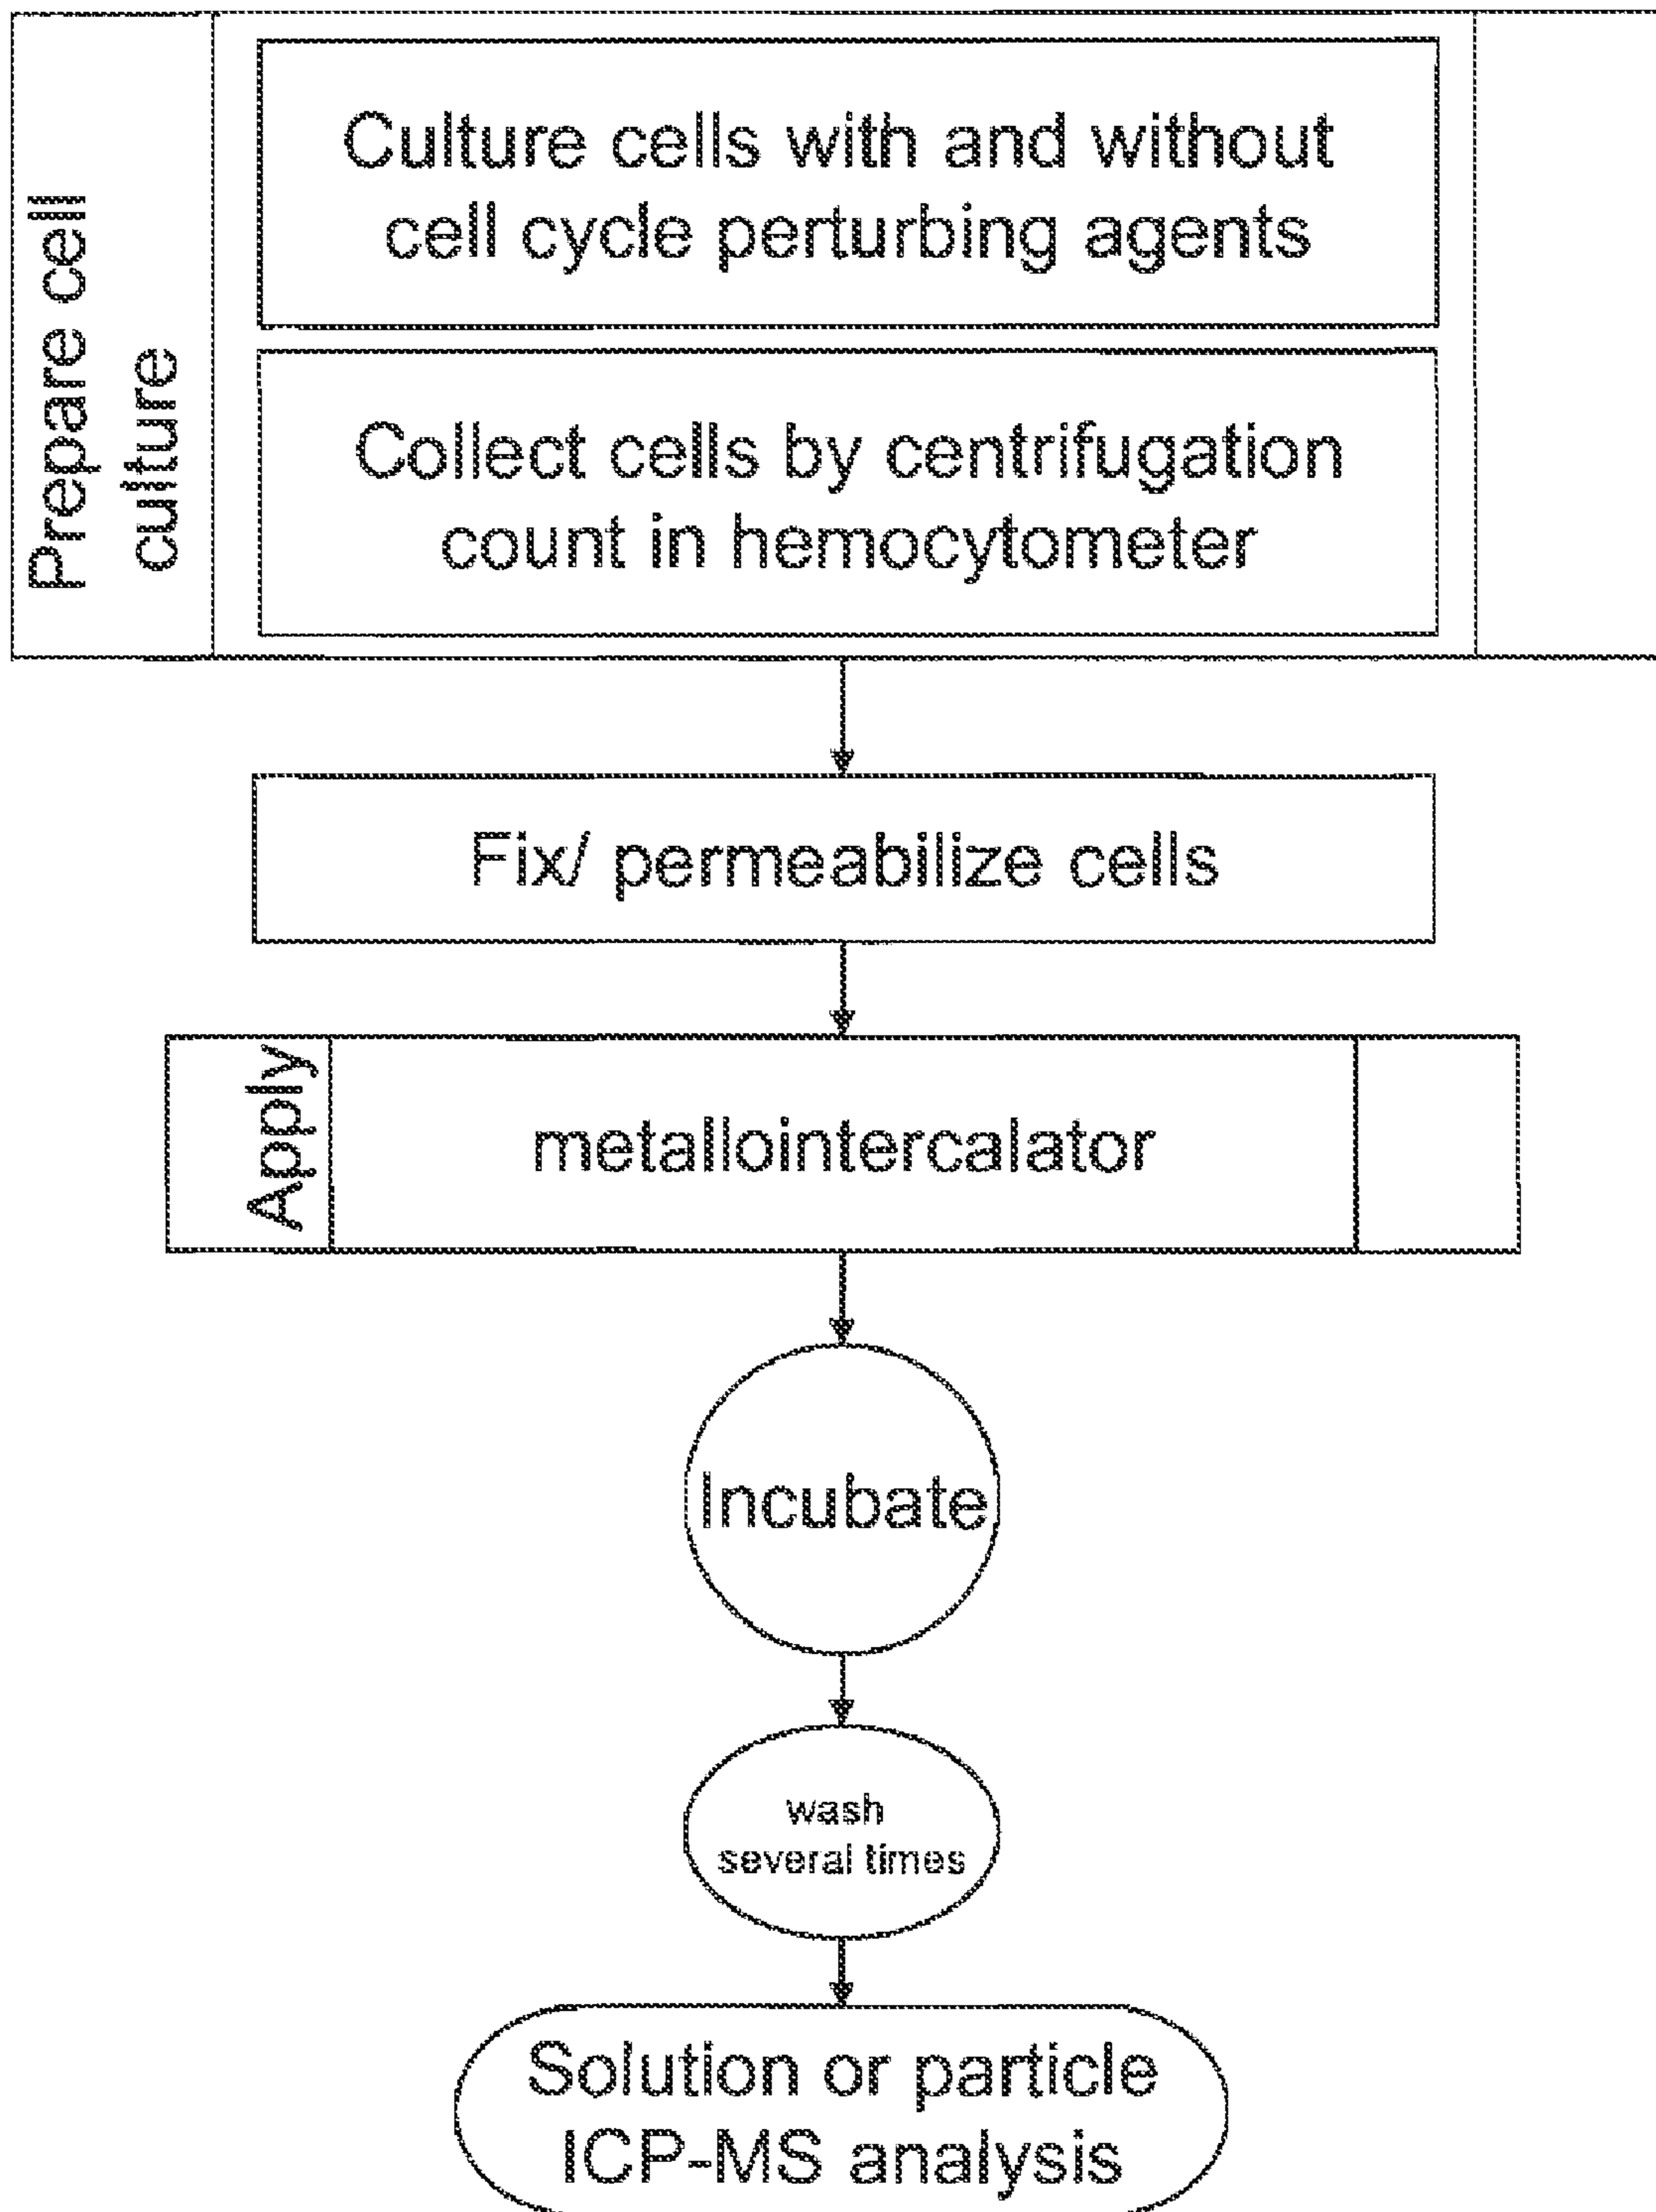 Prepare cell
culture
Culture cells with and without
cell cycle perturbing agents
Collect cells by centrifugation
count in hemocytometer
Fix/ permeabilize cells
Apply
metallointercalator
Incubate
wash
several times
Solution or particle
ICP-MS analysis